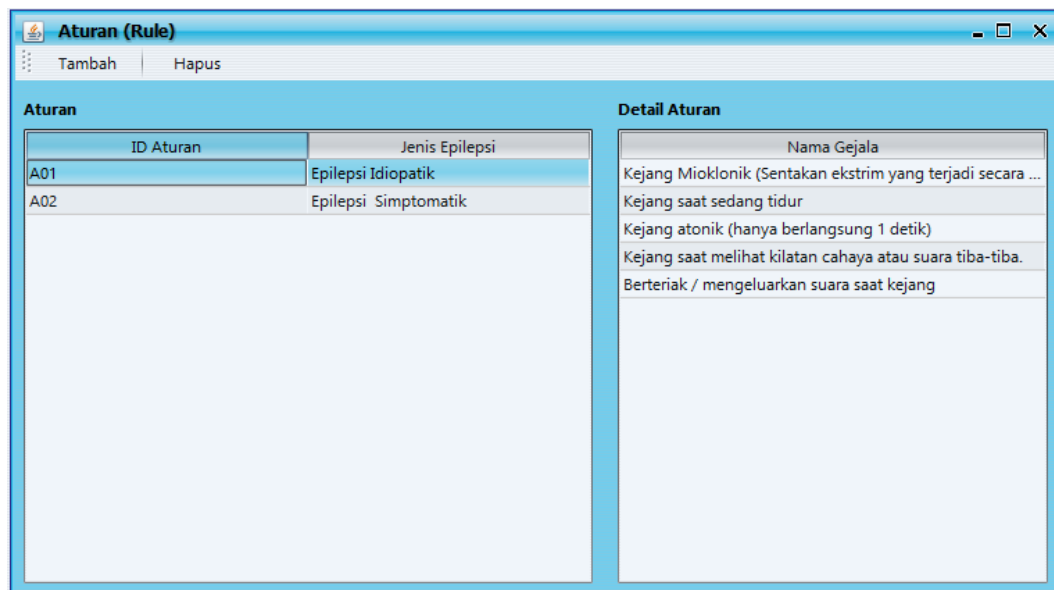 Aturan (Rule)
Tambah Hapus
Aturan
ID Aturan Jenis Epilepsi
A01 Epilepsi Idiopatik
A02 Epilepsi Simptomatik
Detail Aturan
Nama Gejala
Kejang Mioklonik (Sentakan ekstrim yang terjadi secara ...
Kejang saat sedang tidur
Kejang atonik (hanya berlangsung 1 detik)
Kejang saat melihat kilatan cahaya atau suara tiba-tiba.
Berteriak / mengeluarkan suara saat kejang